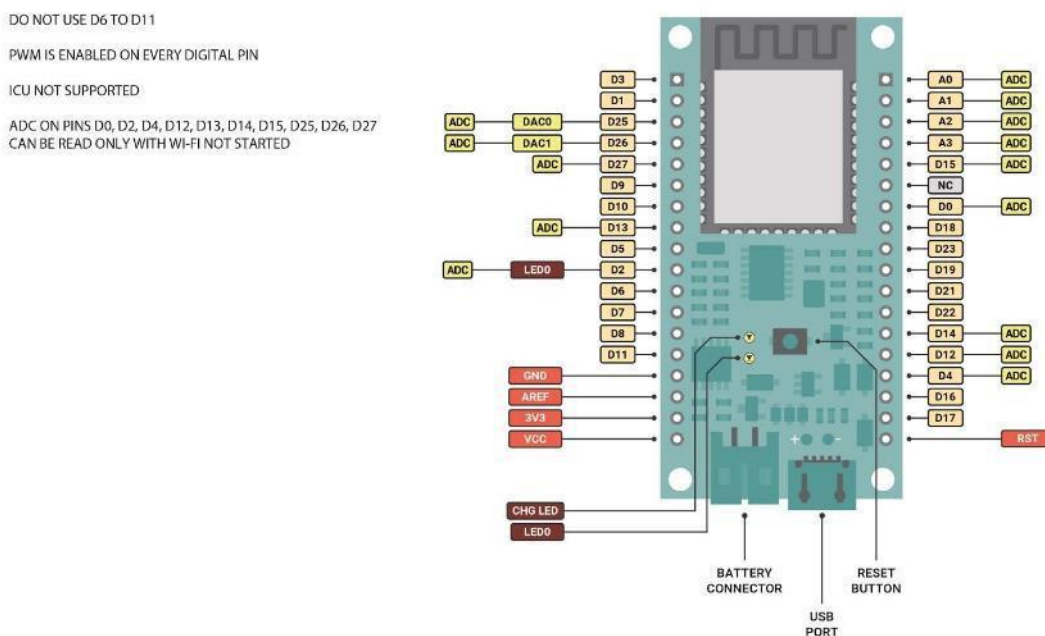 DO NOT USE D6 TO D11
PWM IS ENABLED ON EVERY DIGITAL PIN
ICU NOT SUPPORTED
ADC ON PINS D0, D2, D4, D12, D13, D14, D15, D25, D26, D27
CAN BE READ ONLY WITH WI-FI NOT STARTED
D3
D1
ADC DAC0 D25
ADC DAC1 D26
ADC D27
D9
D10
ADC D13
D5
ADC LED0 D2
D6
D7
D8
D11
GND
AREF
3V3
VCC
CHG LED
LED0
A0 ADC
A1 ADC
A2 ADC
A3 ADC
D15 ADC
NC
D0 ADC
D18
D23
D19
D21
D22
D14 ADC
D12 ADC
D4 ADC
D16
D17
RST
+ -
BATTERY
CONNECTOR
USB
PORT
RESET
BUTTON